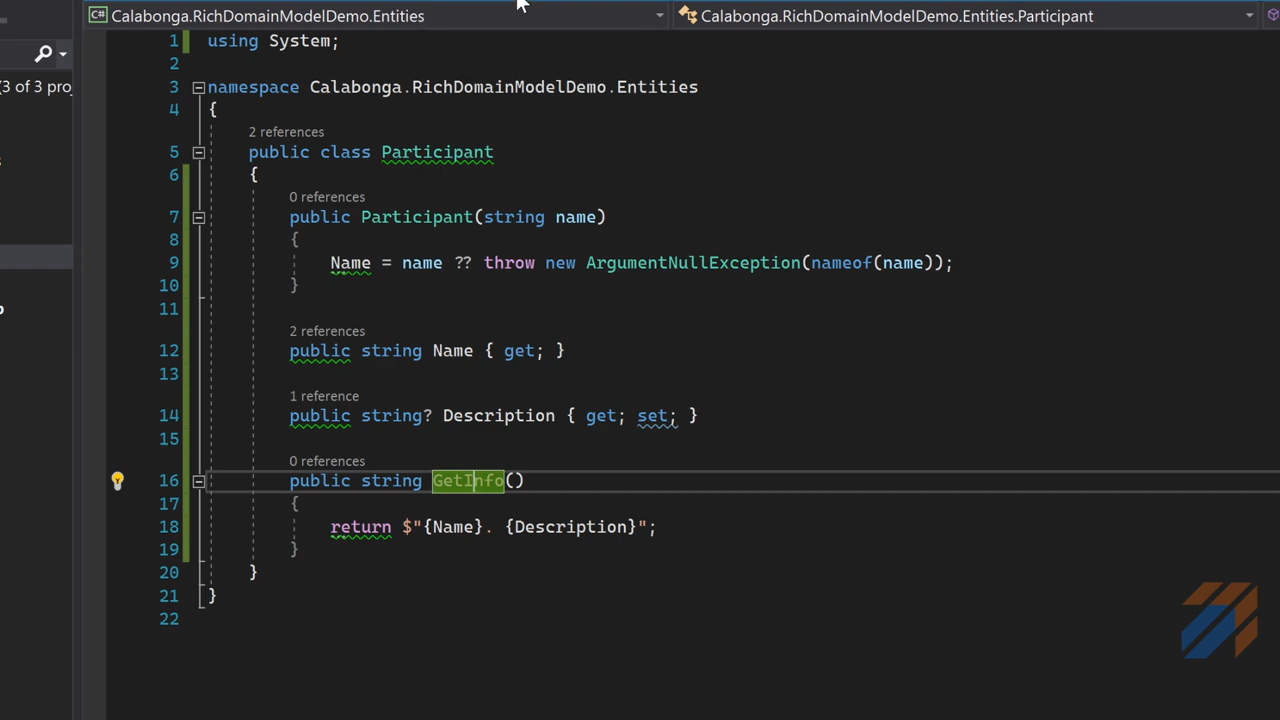 Calabonga.RichDomainModelDemo.Entities
Calabonga.RichDomainModelDemo.Entities.Participant
(3 of 3 proj
1 using System;
2
3 namespace Calabonga.RichDomainModelDemo.Entities
4 {
2 references
5 public class Participant
6 {
0 references
7 public Participant(string name)
8 {
9 Name = name ?? throw new ArgumentNullException(nameof(name));
10 }
11
2 references
12 public string Name { get; }
13
1 reference
14 public string? Description { get; set; }
15
0 references
16 public string GetInfo()
17 {
18 return $"{Name}. {Description}";
19 }
20 }
21 }
22